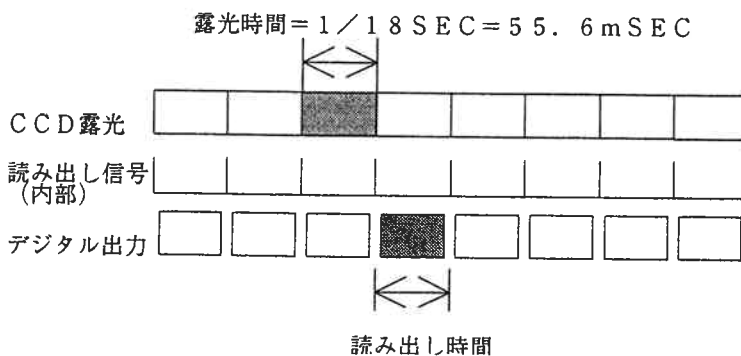 露光時間=1/18SEC=55.6mSEC
CCD露光
読み出し信号
(内部)
デジタル出力
読み出し時間